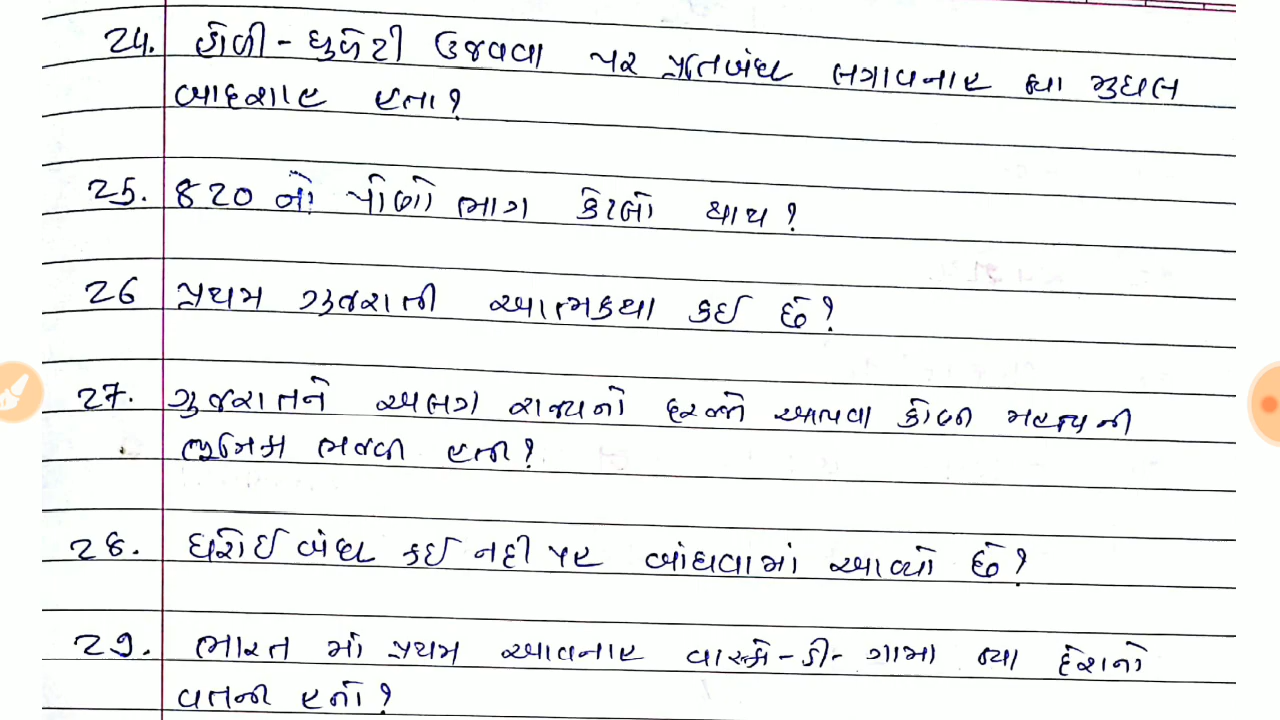 24. હોળી - ધુળેટી ઉજવવા પર પ્રતિબંધ લગાવનાર ક્યા મુઘલ
બાદશાહ હતા?
25. ૪20 નો પોણો ભાગ કેટલો થાય?
26 પ્રથમ ગુજરાતી આત્મકથા કઈ છે?
27. ગુજરાતને અલગ રાજ્યનો દરજ્જો આપવા કોણે મહત્વની
ભુમિકા ભજવી હતી?
28. ધરોઈ બંધ કઈ નદી પર બાંધવામાં આવ્યો છે?
29. ભારત માં પ્રથમ આવનાર વાસ્કો-ડી-ગામા ક્યા દેશનો
વતની હતો?